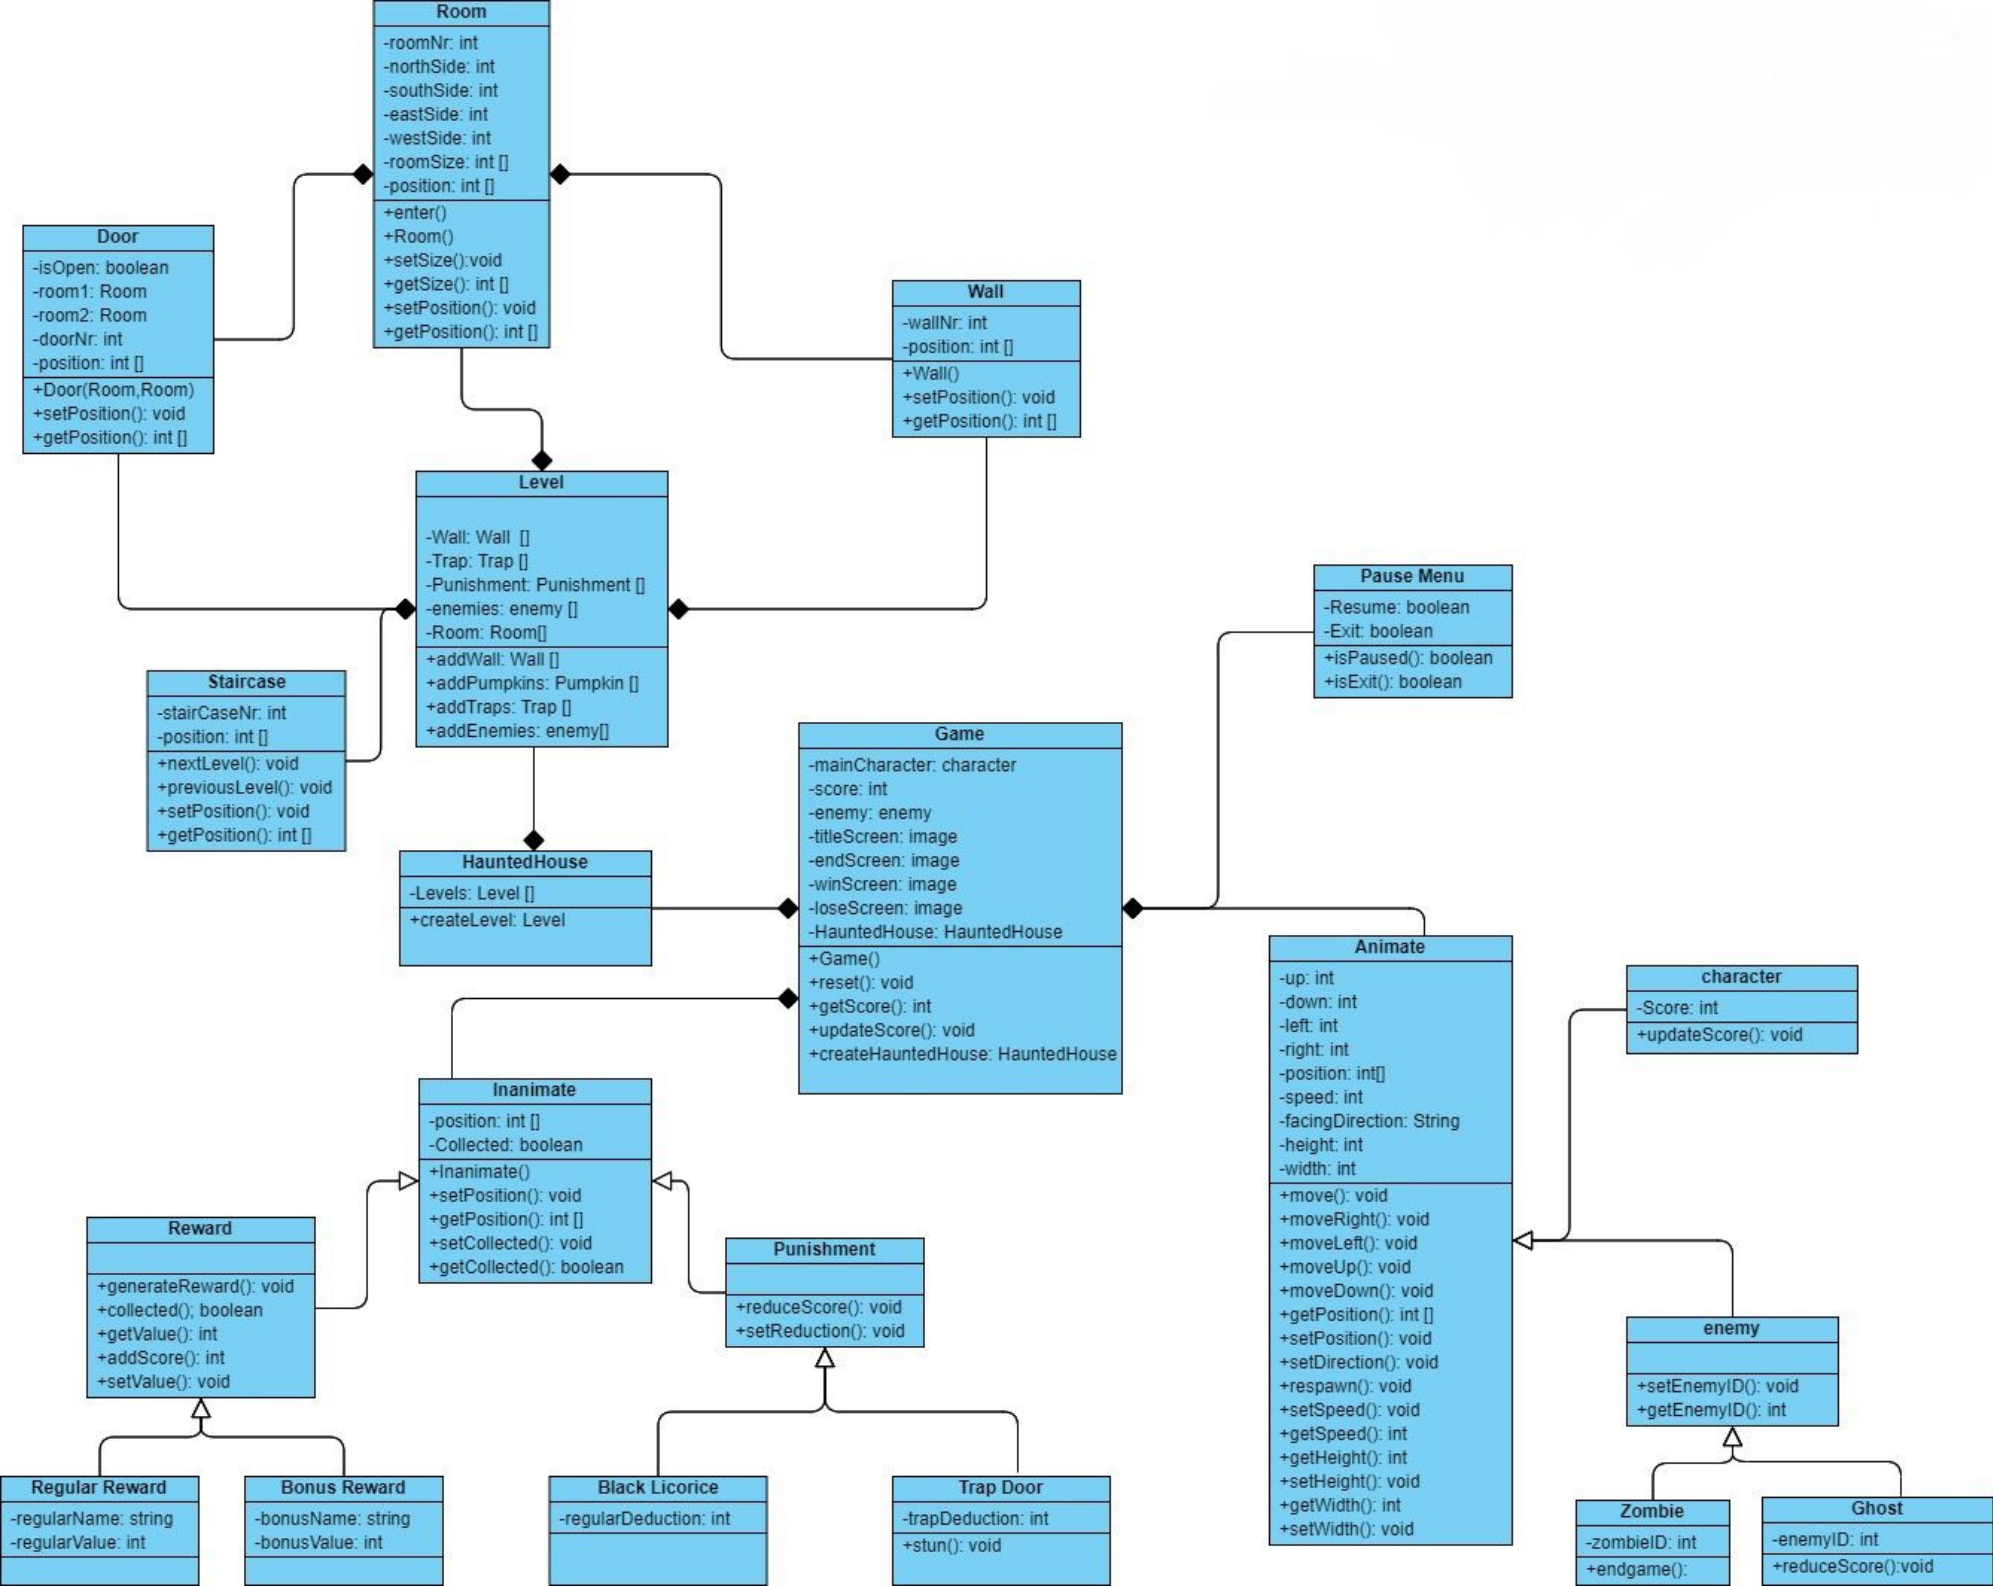 Room
-roomNr: int
-northSide: int
-southSide: int
-eastSide: int
-westSide: int
-roomSize: int []
-position: int []
+enter()
+Room()
+setSize():void
+getSize(): int []
+setPosition(): void
+getPosition(): int []
Door
-isOpen: boolean
-room1: Room
-room2: Room
-doorNr: int
-position: int []
+Door(Room,Room)
+setPosition(): void
+getPosition(): int []
Wall
-wallNr: int
-position: int []
+Wall()
+setPosition(): void
+getPosition(): int []
Level
-Wall: Wall []
-Trap: Trap []
-Punishment: Punishment []
-enemies: enemy []
-Room: Room[]
+addWall: Wall []
+addPumpkins: Pumpkin []
+addTraps: Trap []
+addEnemies: enemy[]
Pause Menu
-Resume: boolean
-Exit: boolean
+isPaused(): boolean
+isExit(): boolean
Staircase
-stairCaseNr: int
-position: int []
+nextLevel(): void
+previousLevel(): void
+setPosition(): void
+getPosition(): int []
Game
-mainCharacter: character
-score: int
-enemy: enemy
-titleScreen: image
-endScreen: image
-winScreen: image
-loseScreen: image
-HauntedHouse: HauntedHouse
+Game()
+reset(): void
+getScore(): int
+updateScore(): void
+createHauntedHouse: HauntedHouse
HauntedHouse
-Levels: Level []
+createLevel: Level
Animate
-up: int
-down: int
-left: int
-right: int
-position: int[]
-speed: int
-facingDirection: String
-height: int
-width: int
+move(): void
+moveRight(): void
+moveLeft(): void
+moveUp(): void
+moveDown(): void
+getPosition(): int []
+setPosition(): void
+setDirection(): void
+respawn(): void
+setSpeed(): void
+getSpeed(): int
+getHeight(): int
+setHeight(): void
+getWidth(): int
+setWidth(): void
character
-Score: int
+updateScore(): void
Inanimate
-position: int []
-Collected: boolean
+Inanimate()
+setPosition(): void
+getPosition(): int []
+setCollected(): void
+getCollected(): boolean
Reward
+generateReward(): void
+collected(); boolean
+getValue(): int
+addScore(): int
+setValue(): void
Punishment
+reduceScore(): void
+setReduction(): void
enemy
+setEnemyID(): void
+getEnemyID(): int
Regular Reward
-regularName: string
-regularValue: int
Bonus Reward
-bonusName: string
-bonusValue: int
Black Licorice
-regularDeduction: int
Trap Door
-trapDeduction: int
+stun(): void
Zombie
-zombieID: int
+endgame():
Ghost
-enemyID: int
+reduceScore():void